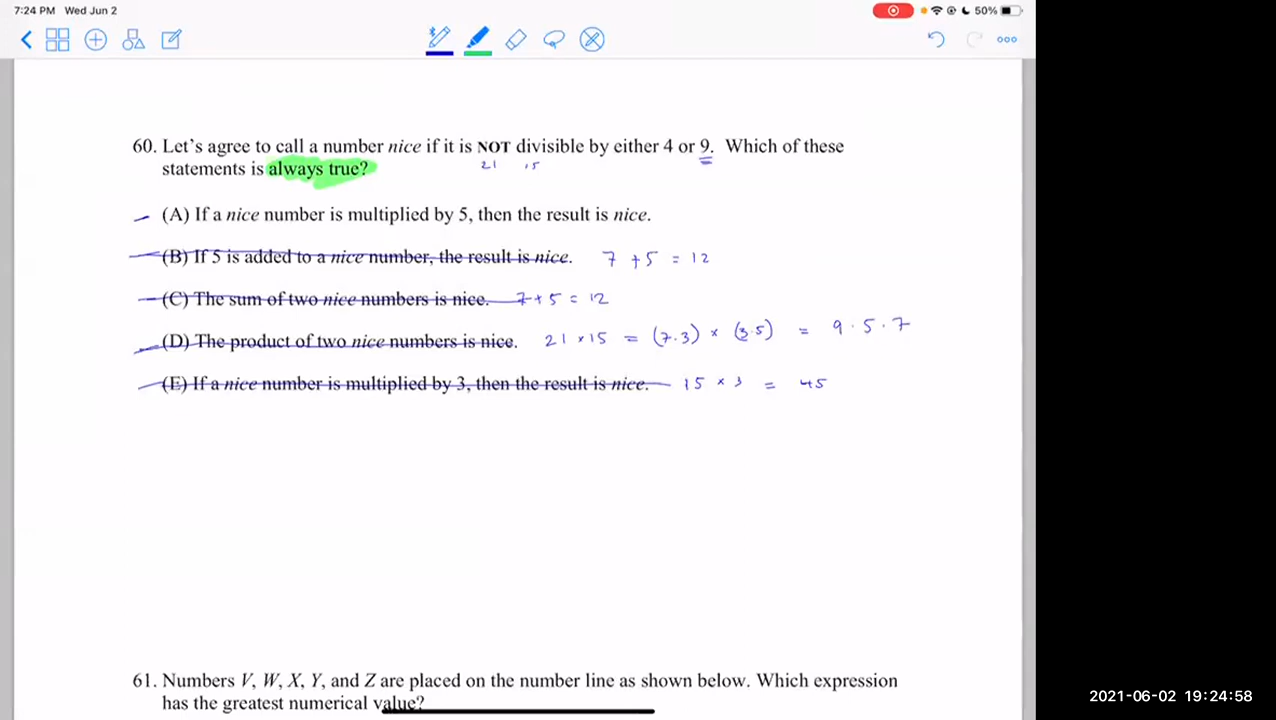 7:24 PM Wed Jun 2
50%
60. Let's agree to call a number nice if it is NOT divisible by either 4 or 9. Which of these
21 15
statements is always true?
(A) If a nice number is multiplied by 5, then the result is nice.
(B) If 5 is added to a nice number, the result is nice. 7 + 5 = 12
(C) The sum of two nice numbers is nice. 7 + 5 = 12
(D) The product of two nice numbers is nice. 21 × 15 = (7·3) × (3·5) = 9·5·7
(E) If a nice number is multiplied by 3, then the result is nice. 15 × 3 = 45
61. Numbers V, W, X, Y, and Z are placed on the number line as shown below. Which expression
has the greatest numerical value?
2021-06-02 19:24:58